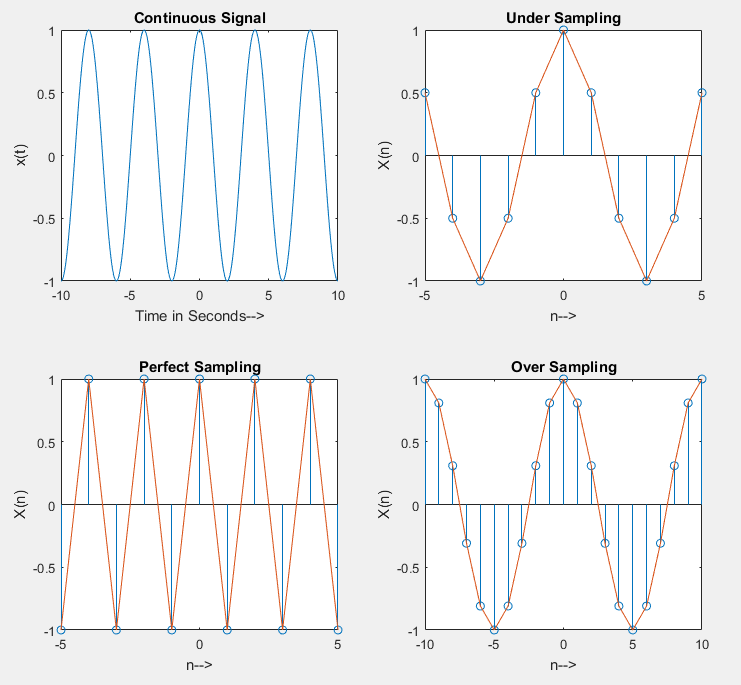 Continuous Signal
1
0.5
0
-0.5
-1
x(t)
-10 -5 0 5 10
Time in Seconds-->
Under Sampling
1
0.5
0
-0.5
-1
X(n)
-5 0 5
n-->
Perfect Sampling
1
0.5
0
-0.5
-1
X(n)
-5 0 5
n-->
Over Sampling
1
0.5
0
-0.5
-1
X(n)
-10 -5 0 5 10
n-->